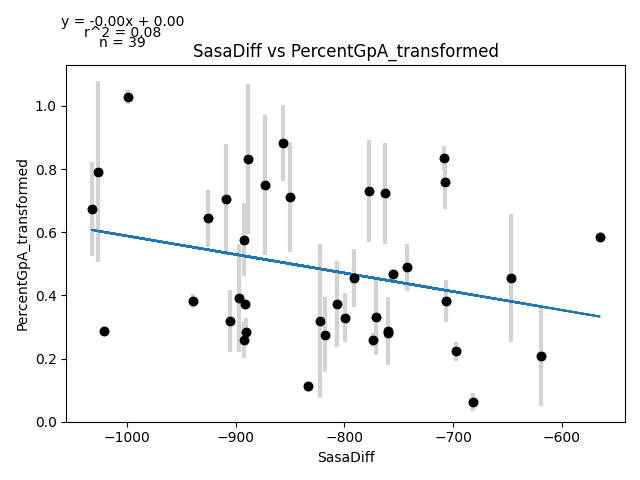 y = -0.00x + 0.00
r^2 = 0.08
n = 39
SasaDiff vs PercentGpA_transformed
PercentGpA_transformed
1.0
0.8
0.6
0.4
0.2
0.0
−1000 −900 −800 −700 −600
SasaDiff